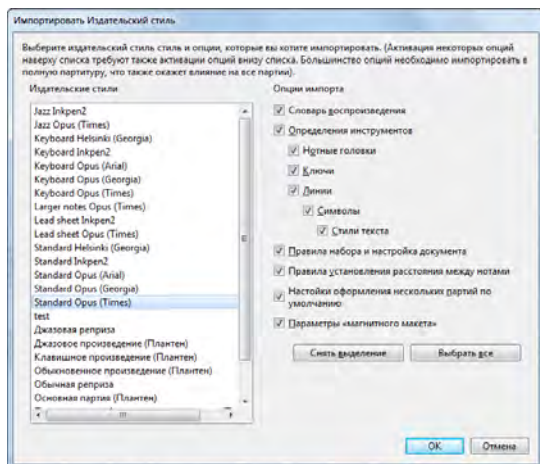 Импортировать Издательский стиль
Выберите издательский стиль стиль и опции, которые вы хотите импортировать. (Активация некоторых опций
наверху списка требуют также активации опций внизу списка. Большинство опций необходимо импортировать в
полную партитуру, что также окажет влияние на все партии).
Издательские стили
Jazz Inkpen2
Jazz Opus (Times)
Keyboard Helsinki (Georgia)
Keyboard Inkpen2
Keyboard Opus (Arial)
Keyboard Opus (Georgia)
Keyboard Opus (Times)
Larger notes Opus (Times)
Lead sheet Inkpen2
Lead sheet Opus (Times)
Standard Helsinki (Georgia)
Standard Inkpen2
Standard Opus (Arial)
Standard Opus (Georgia)
Standard Opus (Times)
test
Джазовая реприза
Джазовое произведение (Плантен)
Клавишное произведение (Плантен)
Обыкновенное произведение (Плантен)
Обычная реприза
Основная партия (Плантен)
Опции импорта
Словарь воспроизведения
Определения инструментов
Нотные головки
Ключи
Линии
Символы
Стили текста
Правила набора и настройка документа
Правила установления расстояния между нотами
Настойки оформления нескольких партий по
умолчанию
Параметры «магнитного макета»
Снять выделение
Выбрать все
OK
Отмена